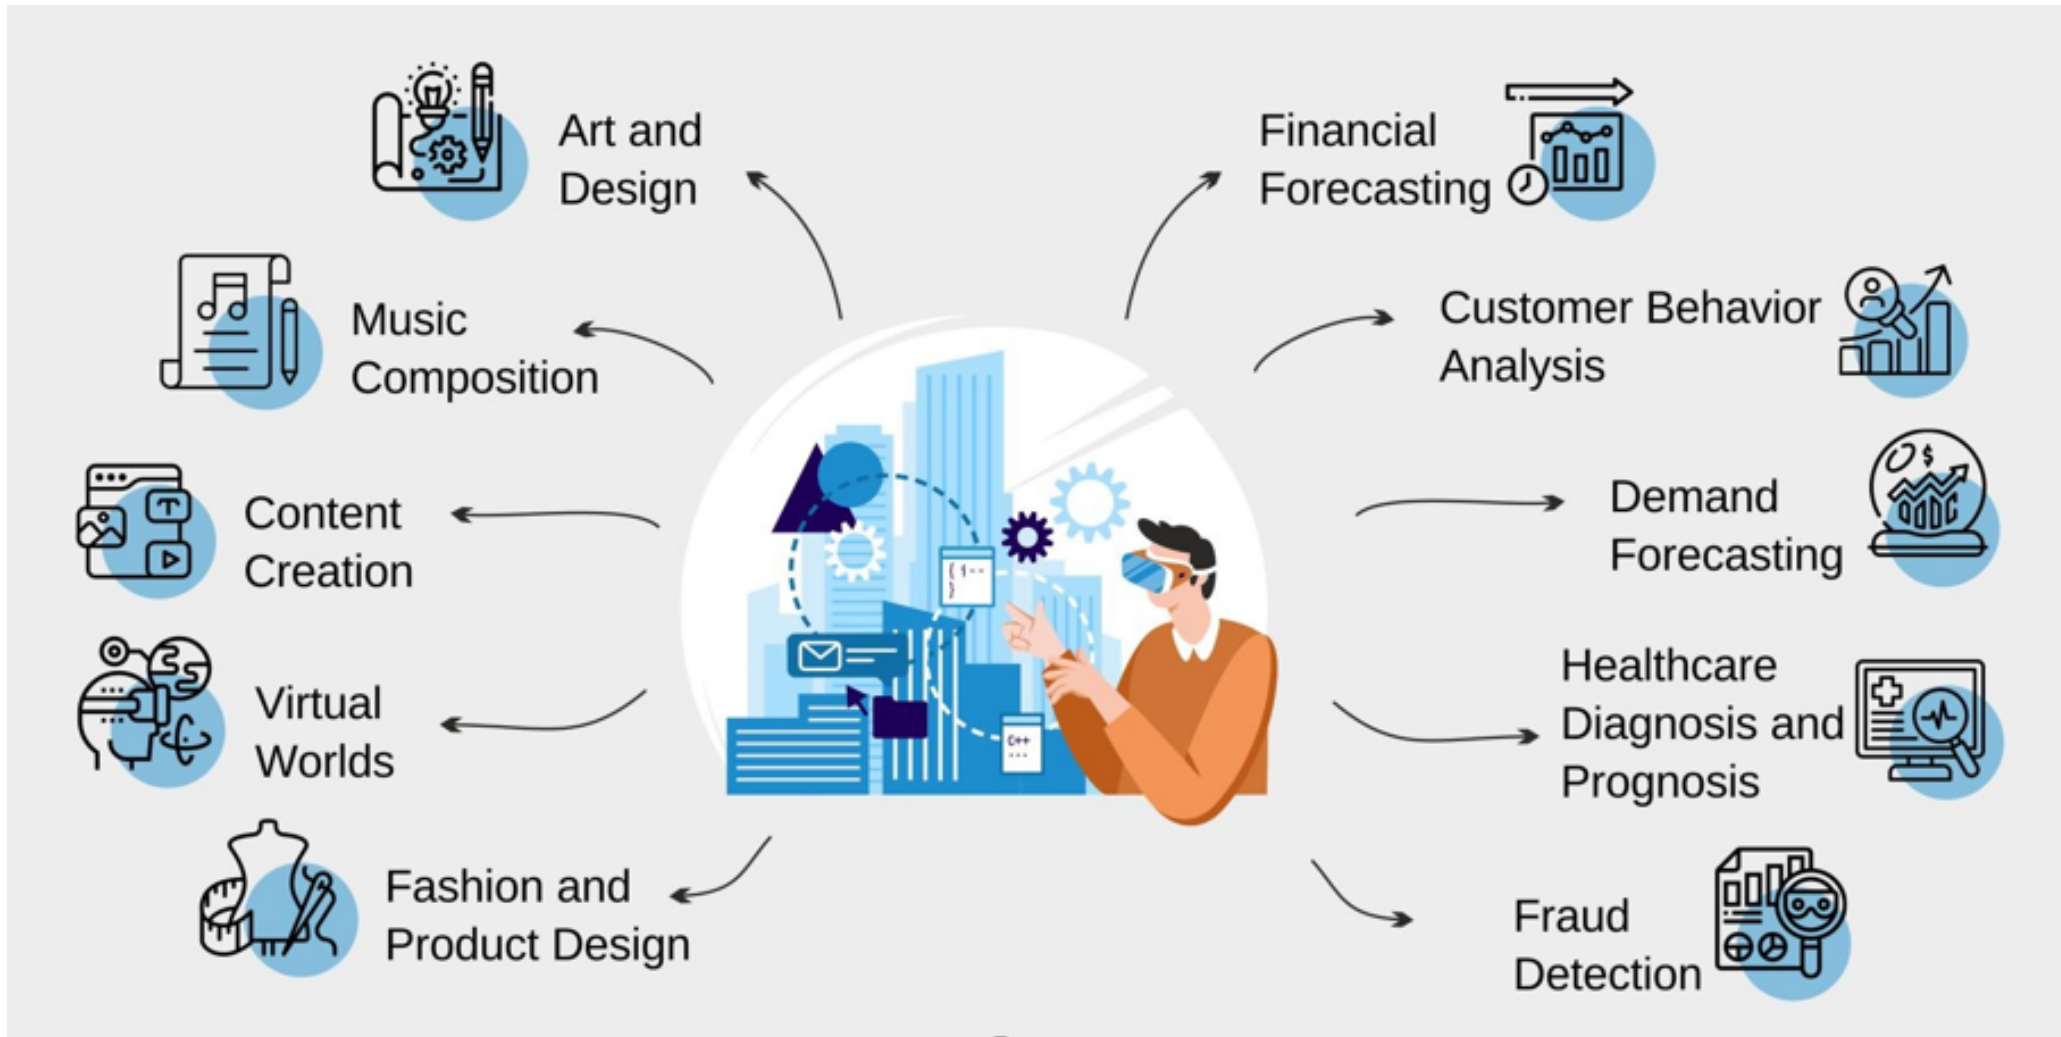 Art and
Design
Music
Composition
Content
Creation
Virtual
Worlds
Fashion and
Product Design
Financial
Forecasting
Customer Behavior
Analysis
Demand
Forecasting
Healthcare
Diagnosis and
Prognosis
Fraud
Detection
C++